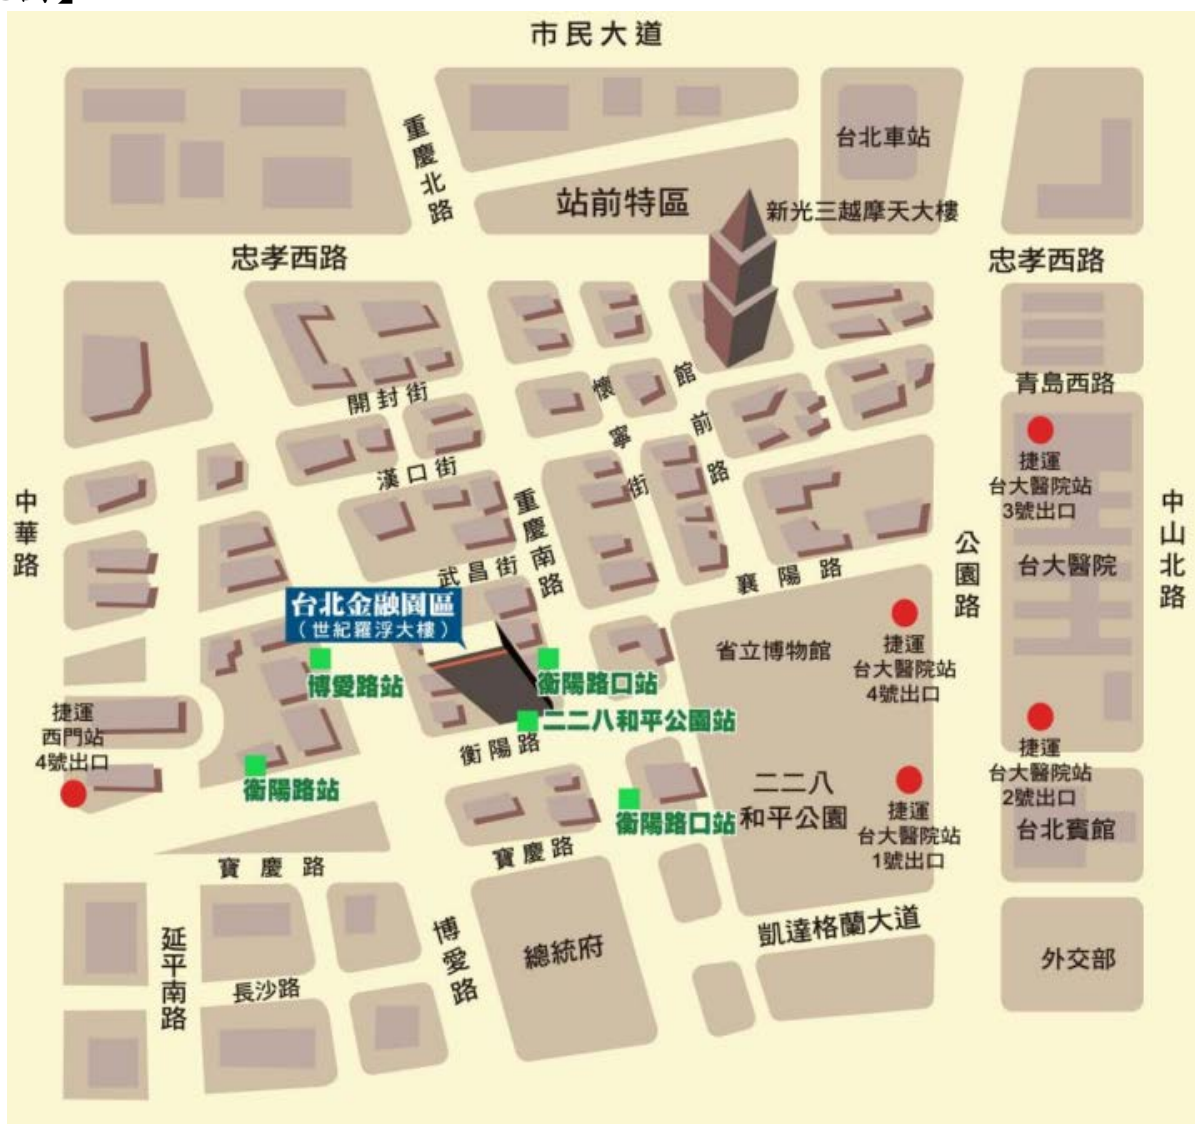 市民大道
重慶北路
台北車站
站前特區
新光三越摩天大樓
忠孝西路
忠孝西路
開封街
懷寧街
館前路
青島西路
漢口街
捷運
台大醫院站
3號出口
中華路
重慶南路
中山北路
公園路
武昌街
襄陽路
台大醫院
台北金融園區
(世紀羅浮大樓)
捷運
台大醫院站
4號出口
省立博物館
博愛路站
衡陽路口站
二二八和平公園站
捷運
西門站
4號出口
衡陽路
捷運
台大醫院站
2號出口
衡陽路站
二二八
和平公園
衡陽路口站
捷運
台大醫院站
1號出口
台北賓館
寶慶路
寶慶路
延平南路
博愛路
總統府
凱達格蘭大道
外交部
長沙路